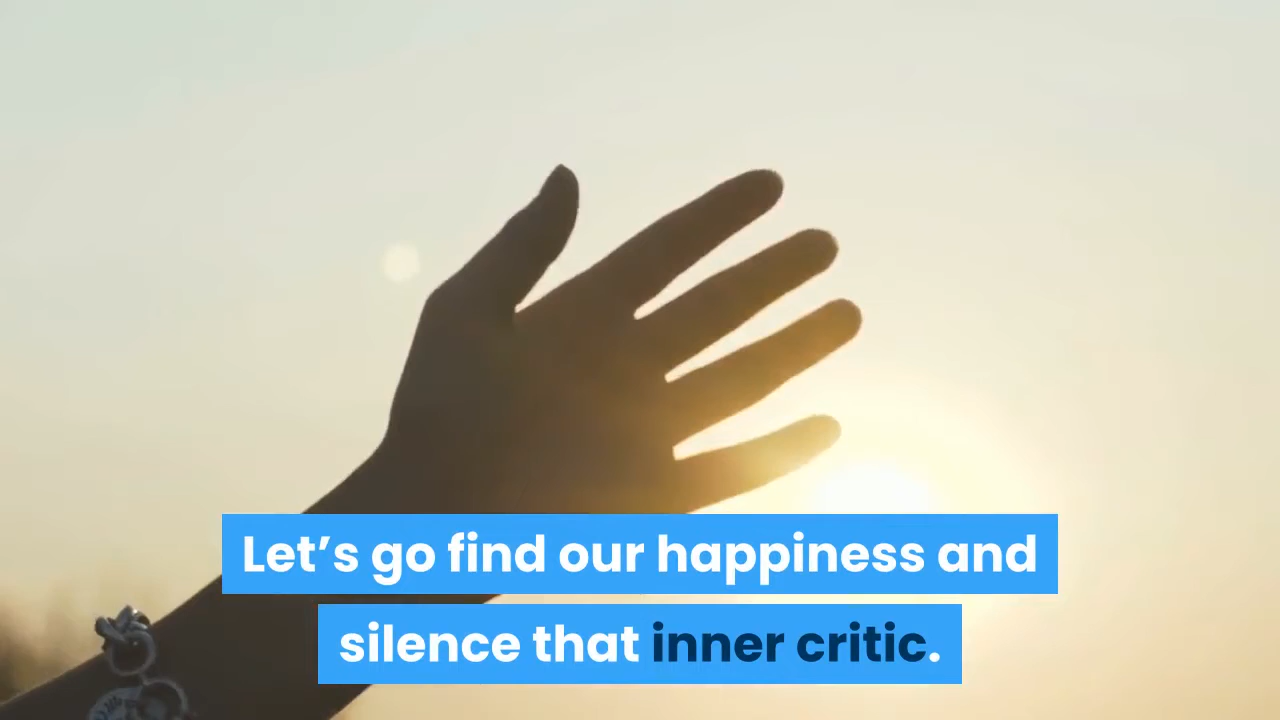 Let’s go find our happiness and
silence that inner critic.